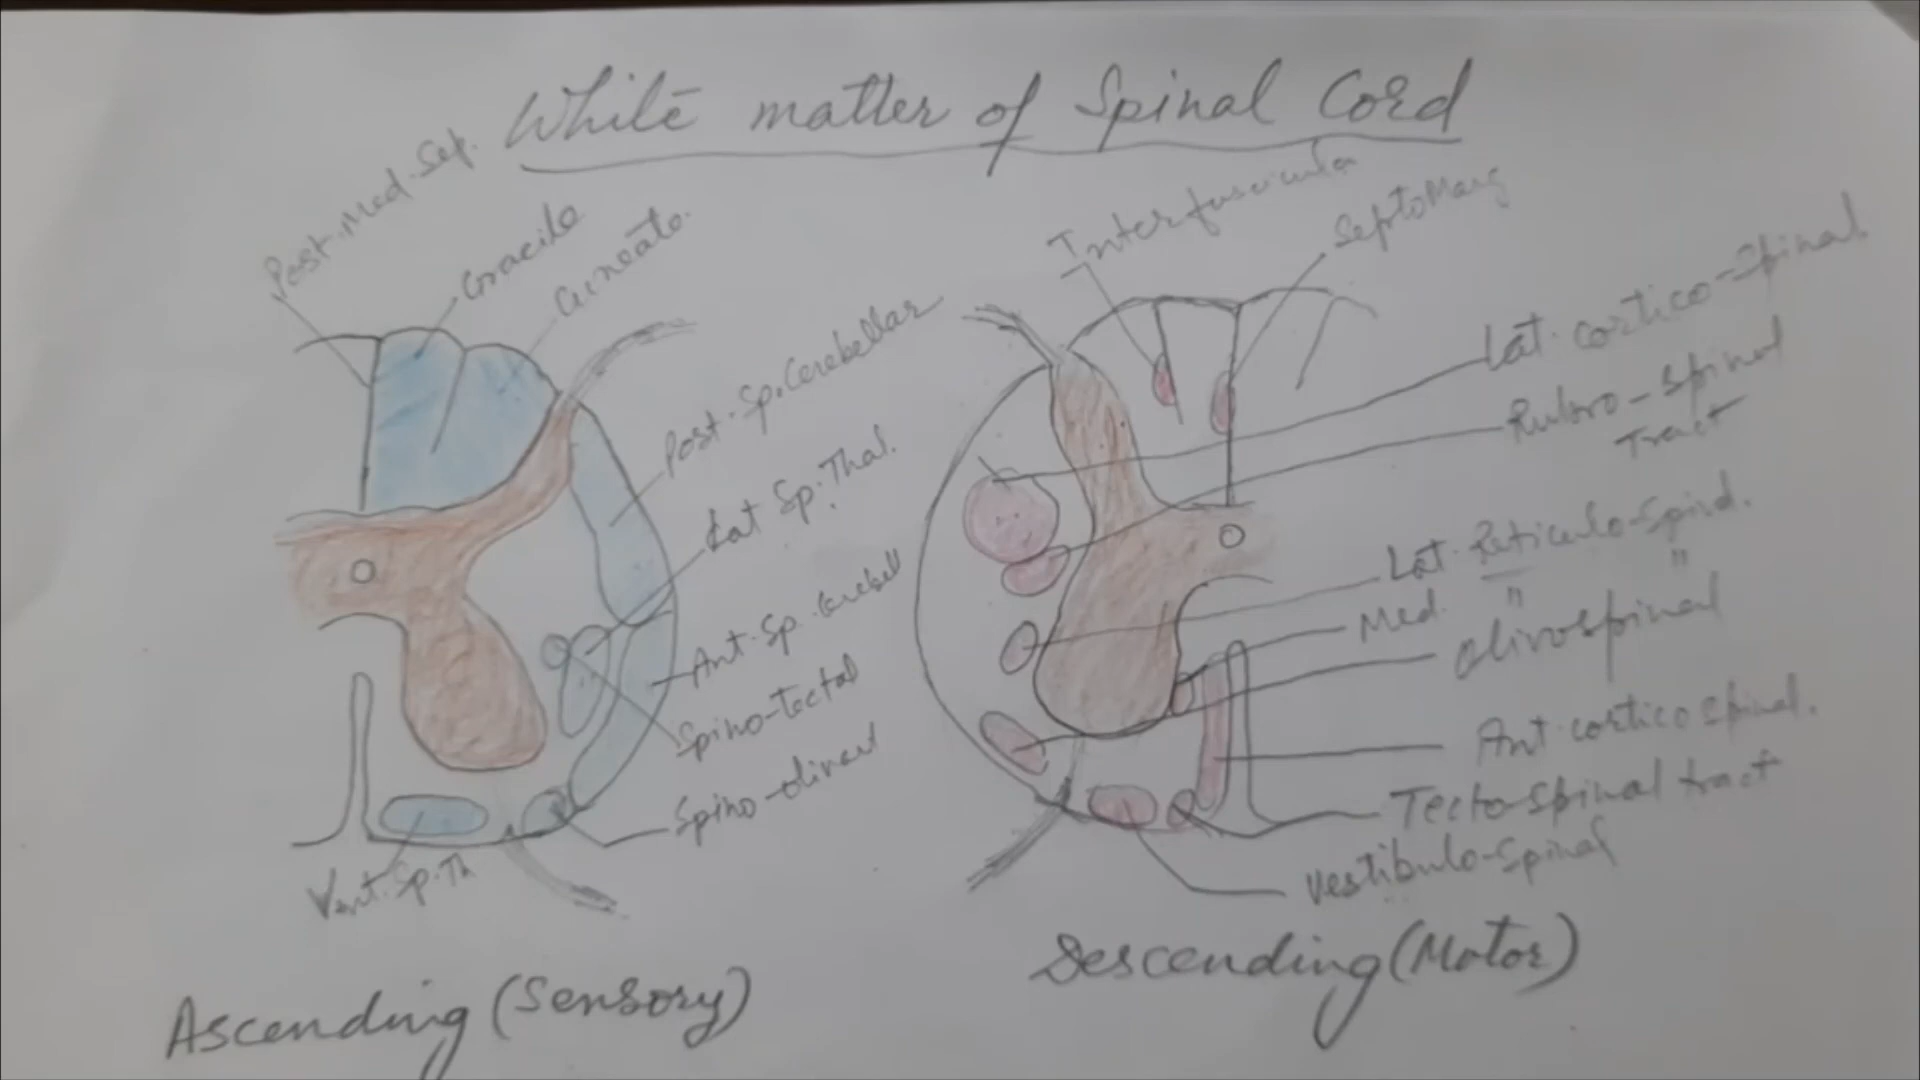 White matter of Spinal Cord
Post. Med. Sep.
Gracile
Cuneate.
Post. Sp. Cerebellar
Lat Sp. Thal.
Ant. Sp. Cerebell
Spino-Tectal
Spino-olivary
Vent. Sp. Th
Ascending (Sensory)
Interfascicular
SeptoMarg
Lat. Cortico-Spinal
Rubro-Spinal
Tract
Lat. Reticulo-Spinal.
Med. " "
Olivospinal
Ant. cortico spinal.
Tecto-Spinal tract
Vestibulo-Spinal
Descending (Motor)